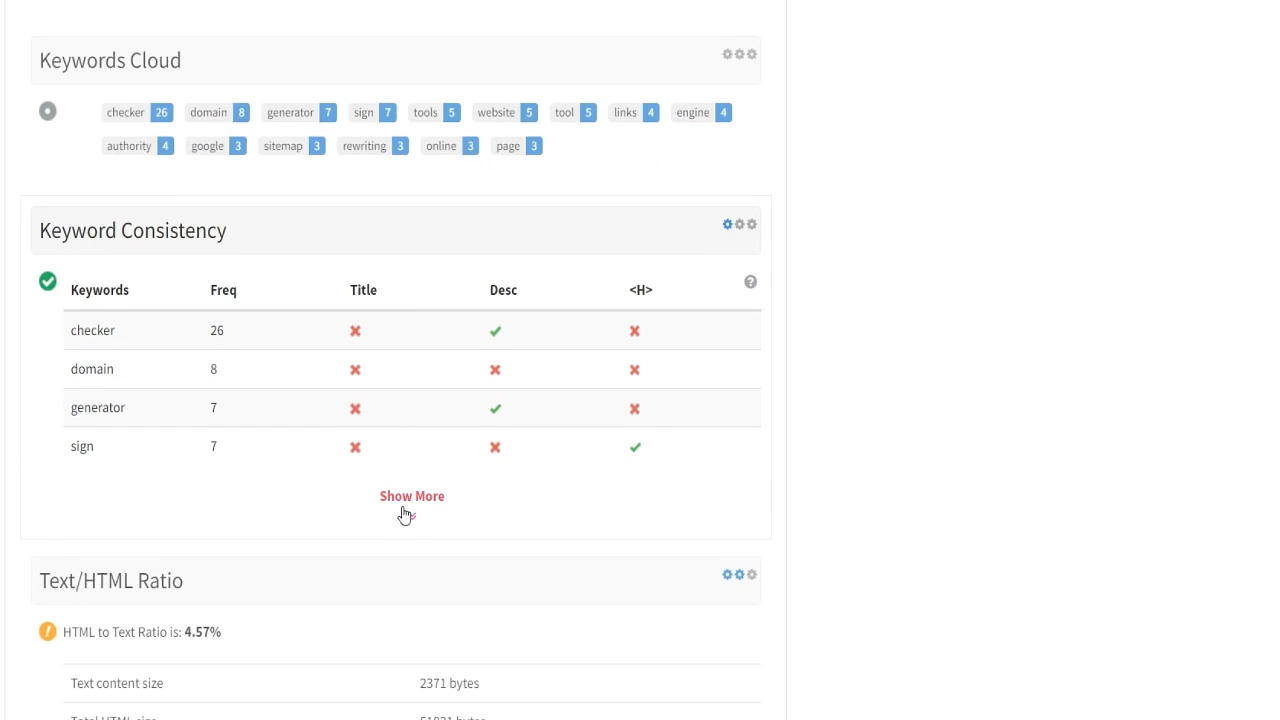 Keywords Cloud
checker 26 domain 8 generator 7 sign 7 tools 5 website 5 tool 5 links 4 engine 4
authority 4 google 3 sitemap 3 rewriting 3 online 3 page 3
Keyword Consistency
Keywords Freq Title Desc <H>
checker 26
domain 8
generator 7
sign 7
Show More
Text/HTML Ratio
HTML to Text Ratio is: 4.57%
Text content size 2371 bytes